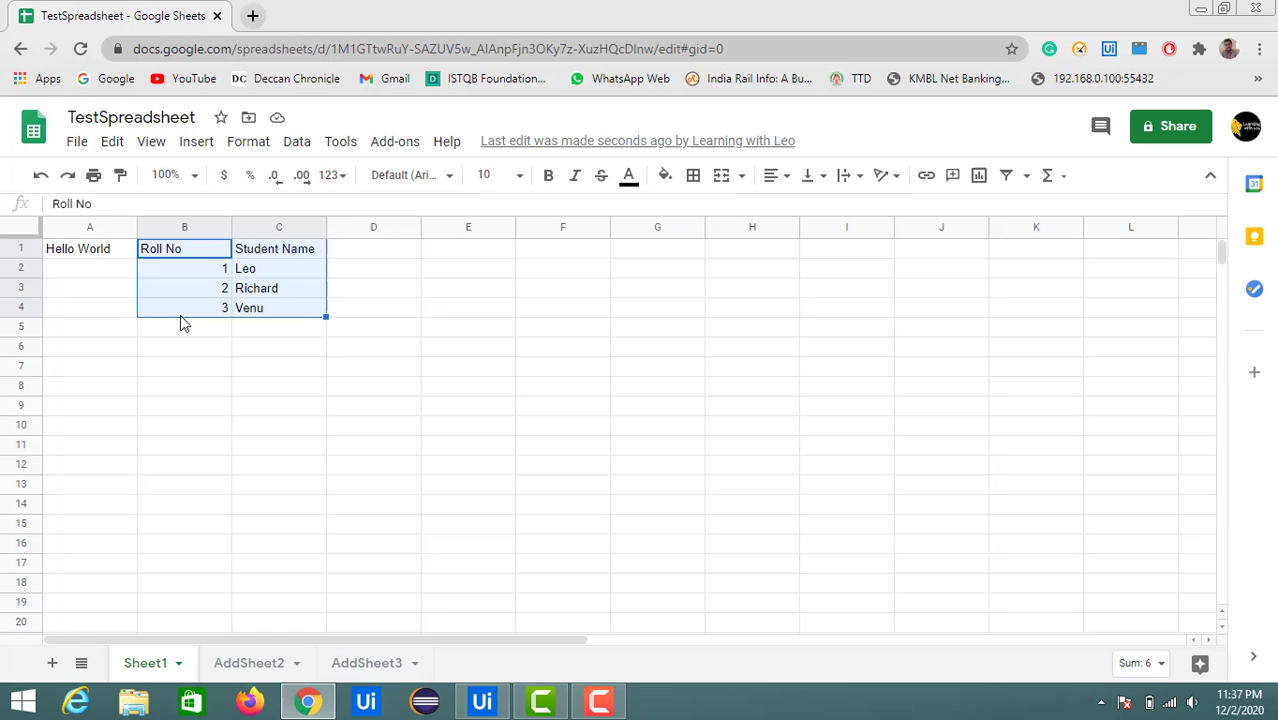 TestSpreadsheet - Google Sheets
docs.google.com/spreadsheets/d/1M1GTtwRuY-SAZUV5w_AIAnpFjn3OKy7z-XuzHQcDlnw/edit#gid=0
Apps Google YouTube DC Deccan Chronicle Gmail ISTQB Foundation... WhatsApp Web India Rail Info: A Bu... TTD KMBL Net Banking... 192.168.0.100:55432 »
TestSpreadsheet
File Edit View Insert Format Data Tools Add-ons Help Last edit was made seconds ago by Learning with Leo
Share
100% $ % .0 .00 123 Default (Ari... 10 B I S A Σ
fx Roll No
A B C D E F G H I J K L
1 Hello World Roll No Student Name
2 1 Leo
3 2 Richard
4 3 Venu
5
6
7
8
9
10
11
12
13
14
15
16
17
18
19
20
Sheet1 AddSheet2 AddSheet3 Sum: 6
Ui Ui
11:37 PM
12/2/2020